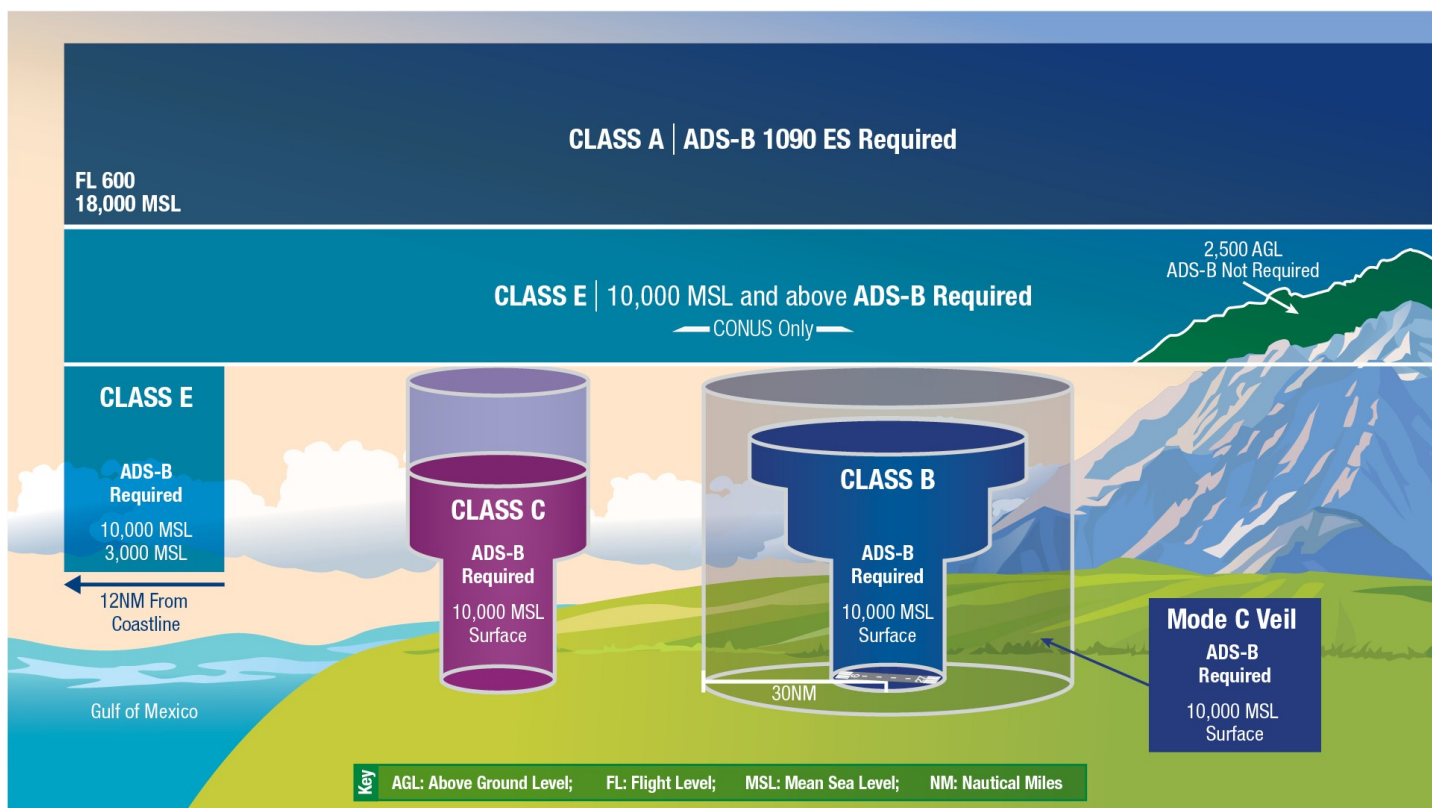 CLASS A | ADS-B 1090 ES Required
FL 600
18,000 MSL
2,500 AGL
ADS-B Not Required
CLASS E | 10,000 MSL and above ADS-B Required
CONUS Only
CLASS E
ADS-B
Required
10,000 MSL
3,000 MSL
12NM From
Coastline
Gulf of Mexico
CLASS C
ADS-B
Required
10,000 MSL
Surface
CLASS B
ADS-B
Required
10,000 MSL
Surface
30NM
Mode C Veil
ADS-B
Required
10,000 MSL
Surface
Key
AGL: Above Ground Level; FL: Flight Level; MSL: Mean Sea Level; NM: Nautical Miles